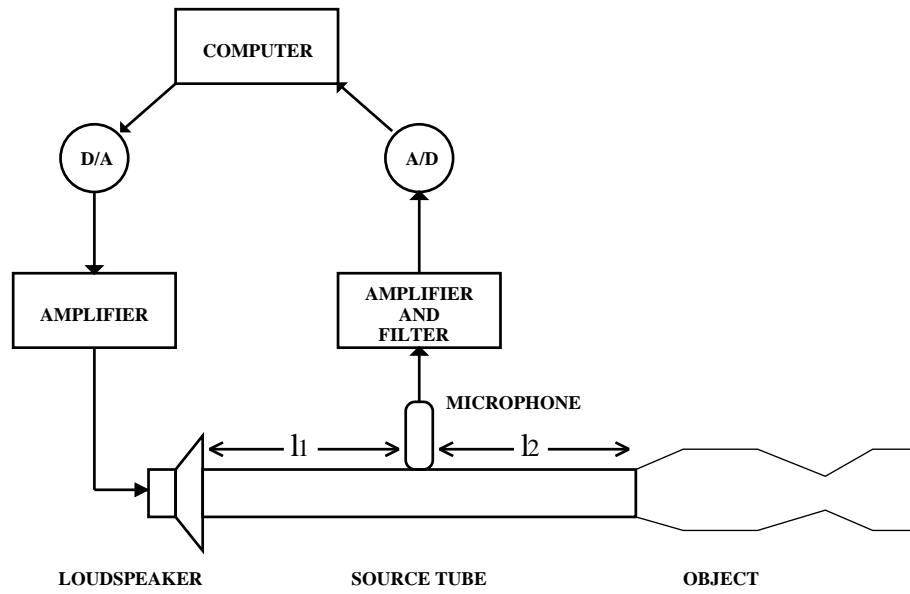 COMPUTER
D/A
A/D
AMPLIFIER
AMPLIFIER
AND
FILTER
MICROPHONE
l1
l2
LOUDSPEAKER
SOURCE TUBE
OBJECT